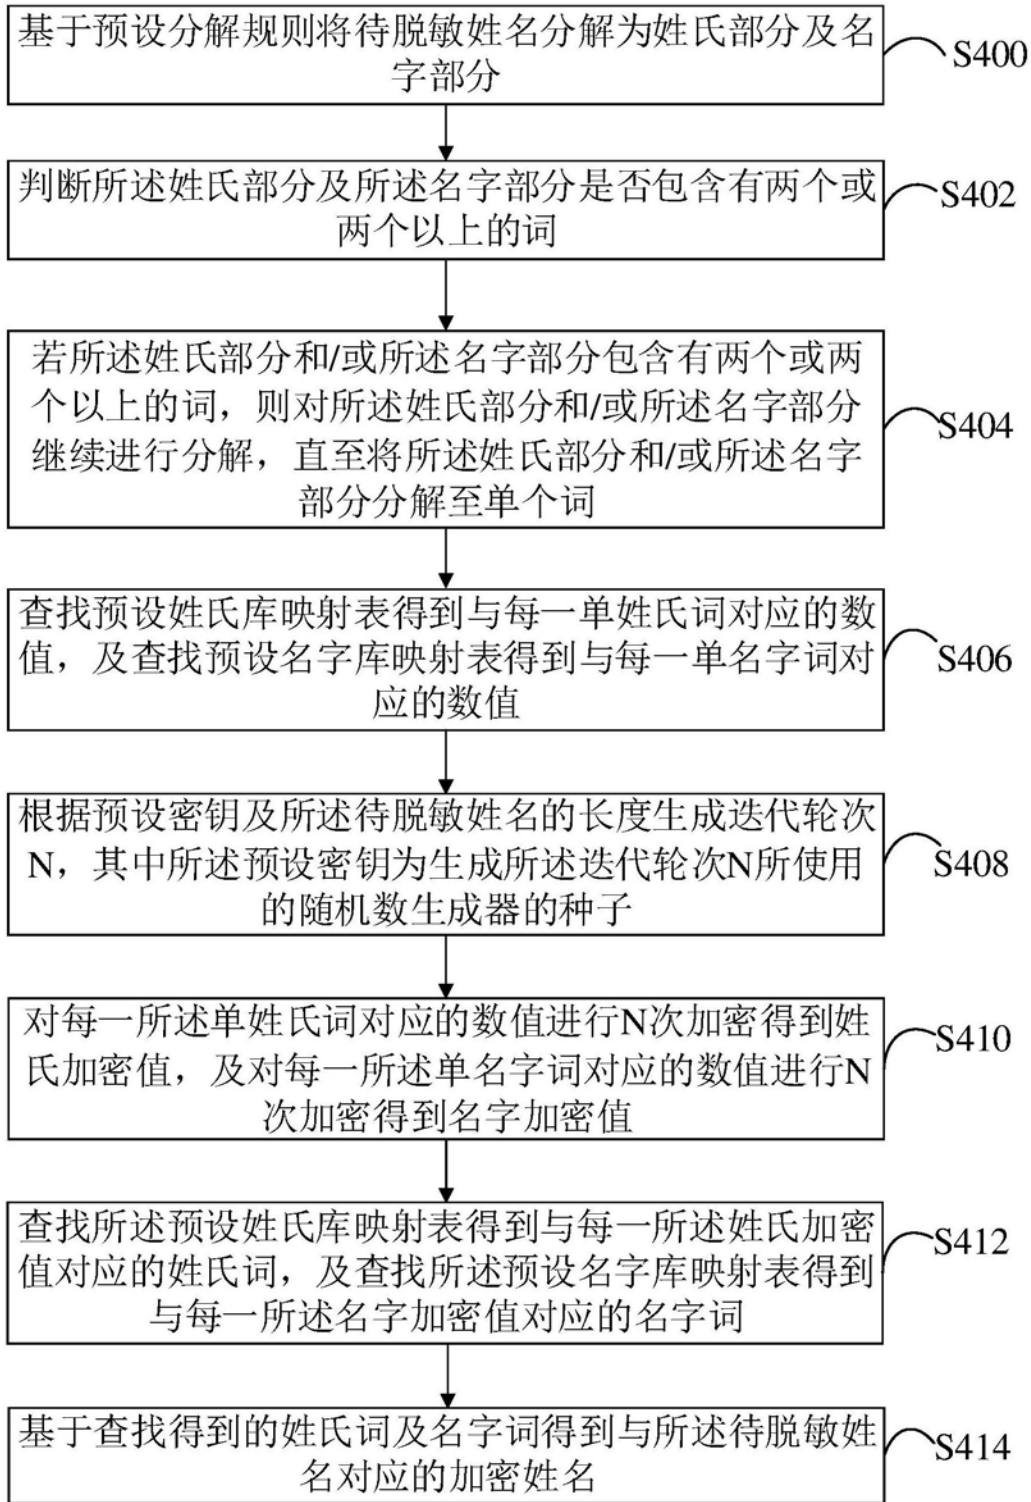 基于预设分解规则将待脱敏姓名分解为姓氏部分及名
字部分
S400
判断所述姓氏部分及所述名字部分是否包含有两个或
两个以上的词
S402
若所述姓氏部分和/或所述名字部分包含有两个或两
个以上的词，则对所述姓氏部分和/或所述名字部分
继续进行分解，直至将所述姓氏部分和/或所述名字
部分分解至单个词
S404
查找预设姓氏库映射表得到与每一单姓氏词对应的数
值，及查找预设名字库映射表得到与每一单名字词对
应的数值
S406
根据预设密钥及所述待脱敏姓名的长度生成迭代轮次
N，其中所述预设密钥为生成所述迭代轮次N所使用
的随机数生成器的种子
S408
对每一所述单姓氏词对应的数值进行N次加密得到姓
氏加密值，及对每一所述单名字词对应的数值进行N
次加密得到名字加密值
S410
查找所述预设姓氏库映射表得到与每一所述姓氏加密
值对应的姓氏词，及查找所述预设名字库映射表得到
与每一所述名字加密值对应的名字词
S412
基于查找得到的姓氏词及名字词得到与所述待脱敏姓
名对应的加密姓名
S414